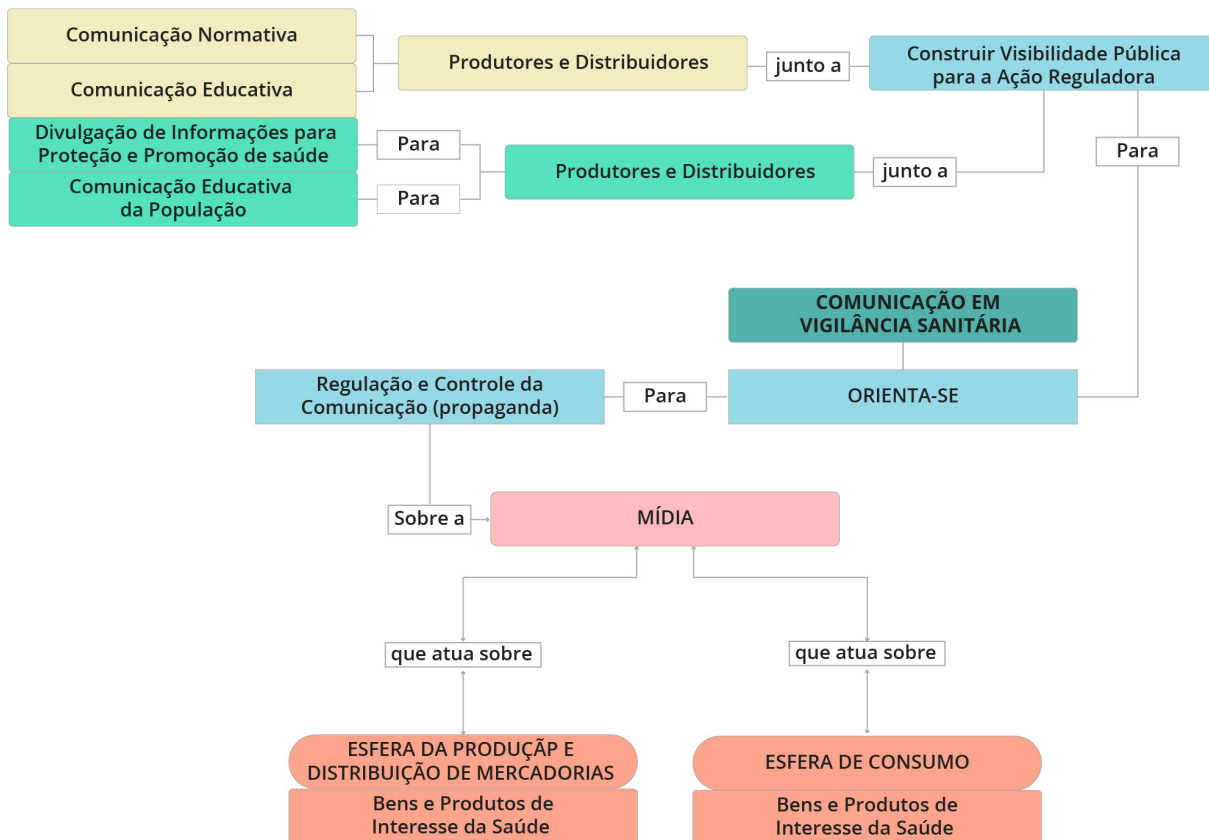 Comunicação Normativa
Comunicação Educativa
Produtores e Distribuidores
junto a
Construir Visibilidade Pública
para a Ação Reguladora
Divulgação de Informações para
Proteção e Promoção de saúde
Comunicação Educativa
da População
Para
Para
Produtores e Distribuidores
junto a
Para
COMUNICAÇÃO EM
VIGILÂNCIA SANITÁRIA
ORIENTA-SE
Para
Regulação e Controle da
Comunicação (propaganda)
Sobre a
MÍDIA
que atua sobre
que atua sobre
ESFERA DA PRODUÇÃP E
DISTRIBUIÇÃO DE MERCADORIAS
Bens e Produtos de
Interesse da Saúde
ESFERA DE CONSUMO
Bens e Produtos de
Interesse da Saúde